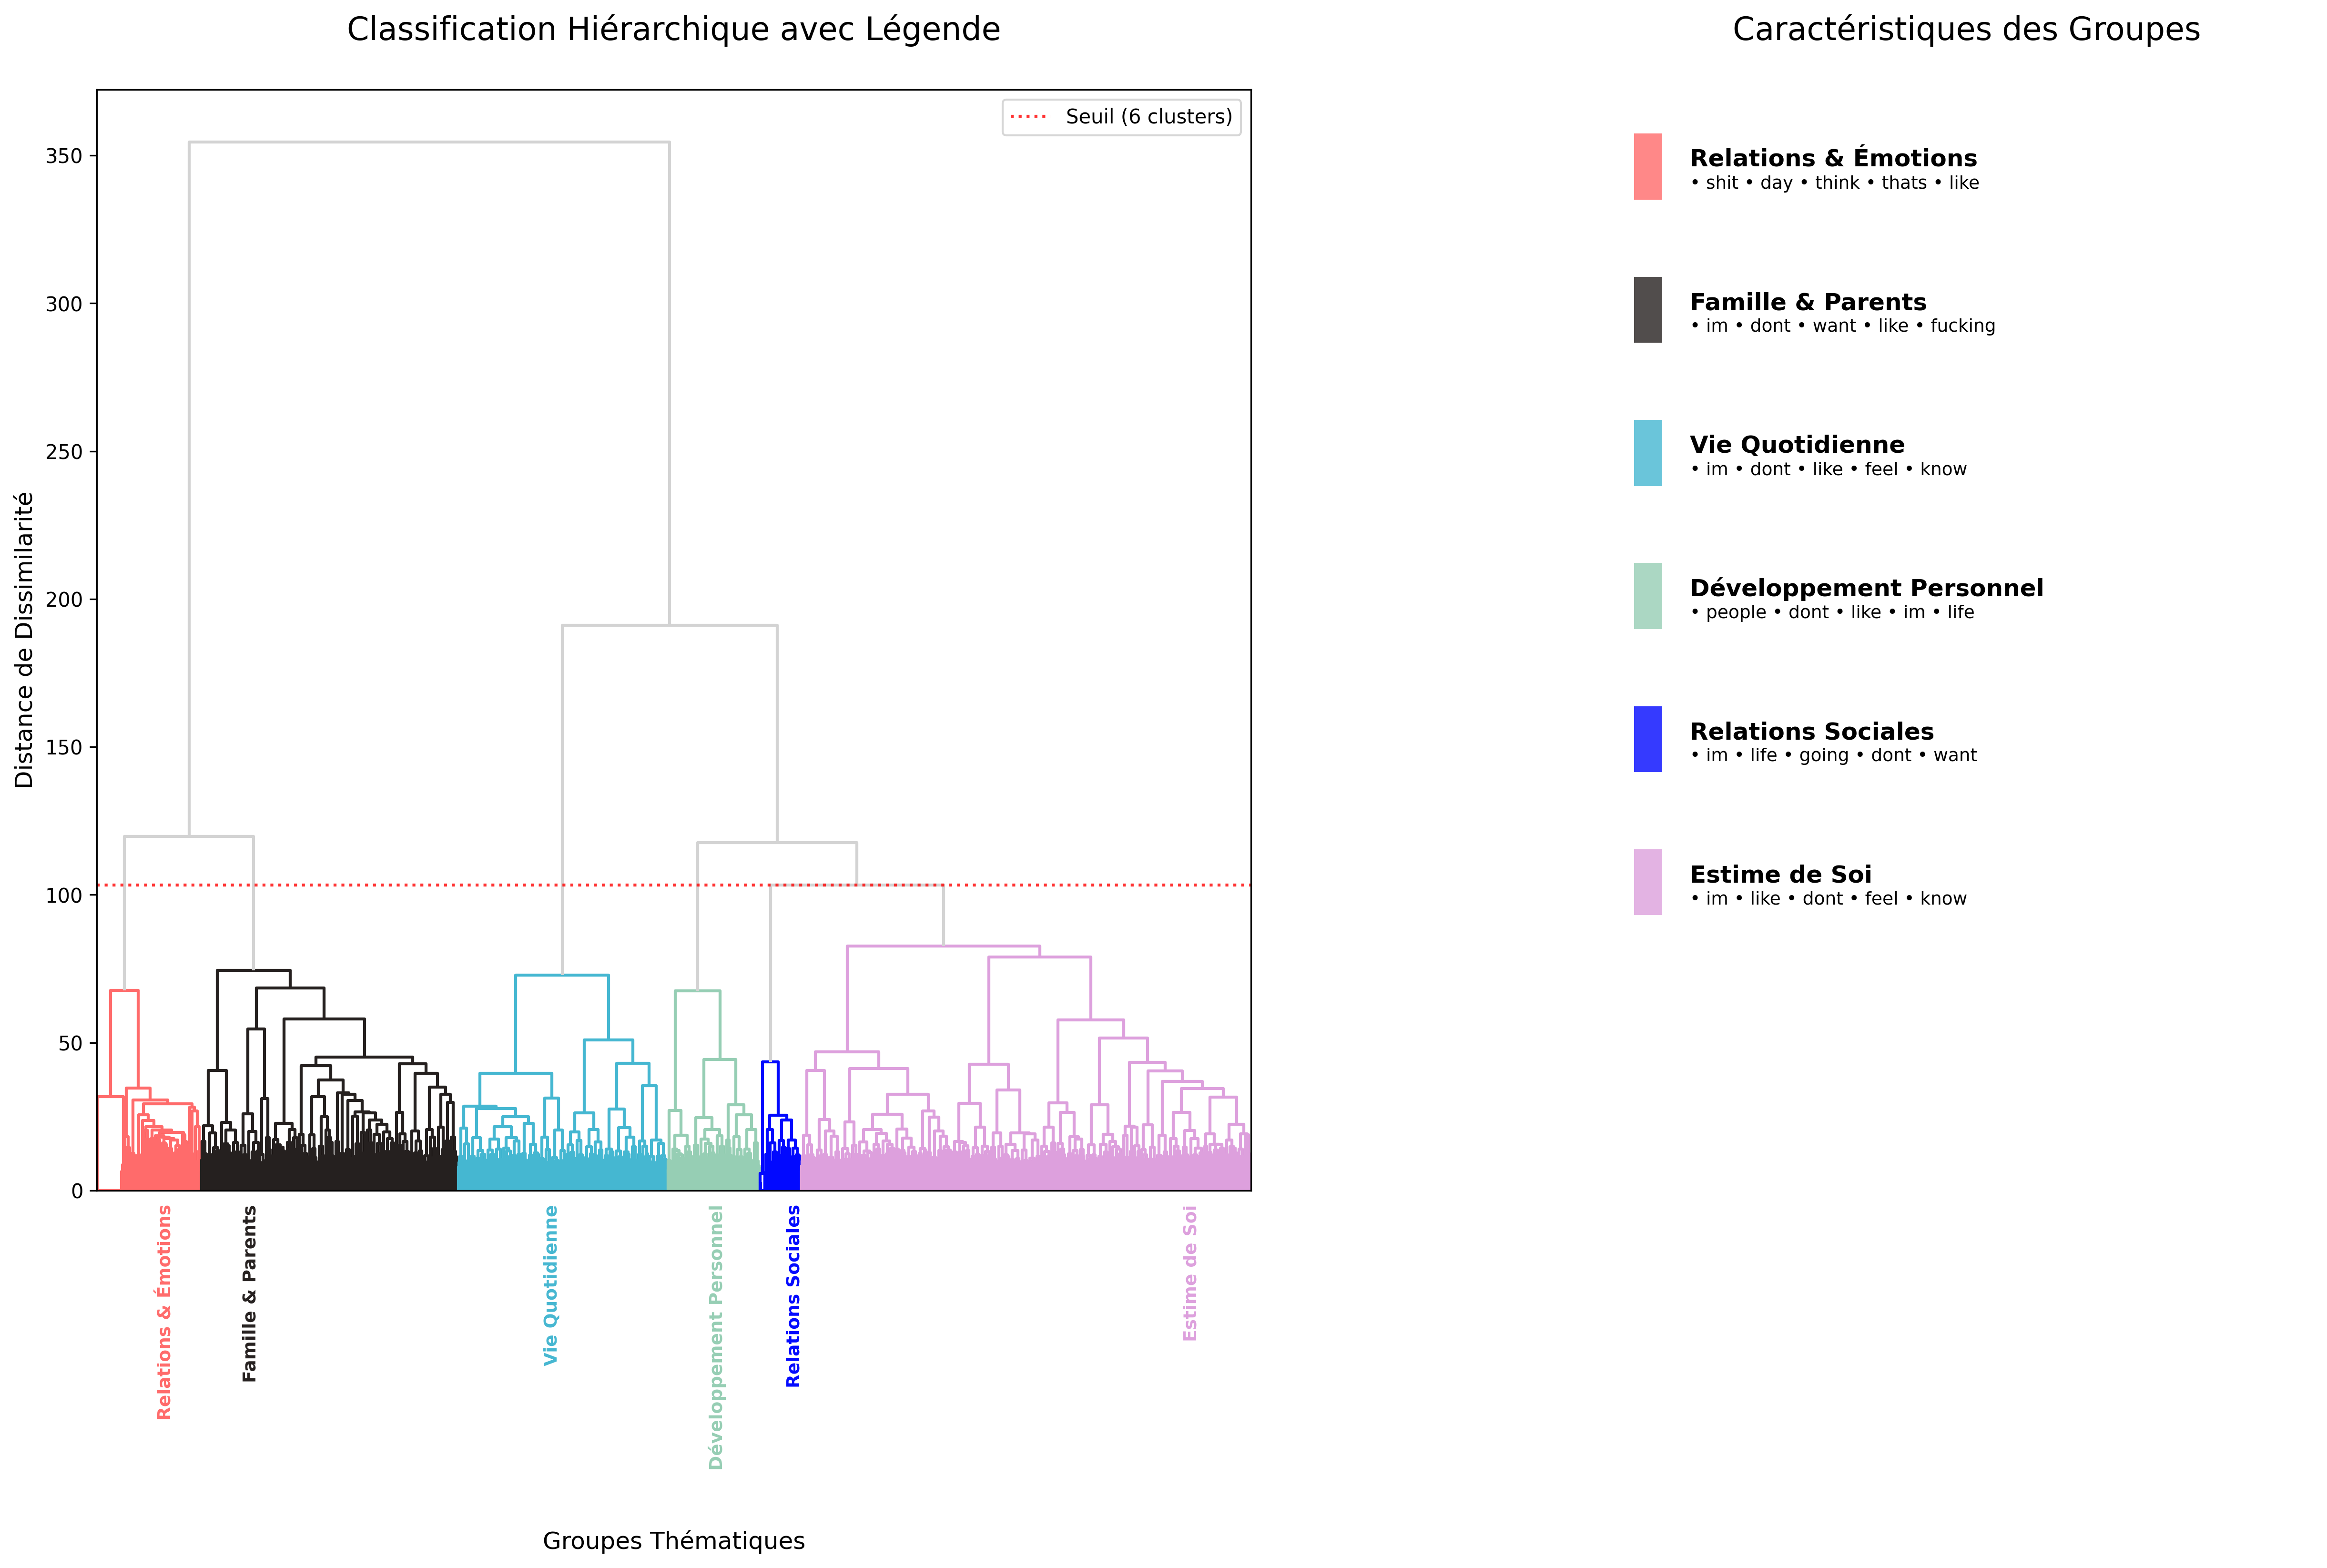 Classification Hiérarchique avec Légende
Caractéristiques des Groupes
Seuil (6 clusters)
Distance de Dissimilarité
350
300
250
200
150
100
50
0
Relations & Émotions
Famille & Parents
Vie Quotidienne
Développement Personnel
Relations Sociales
Estime de Soi
Groupes Thématiques
Relations & Émotions
• shit • day • think • thats • like
Famille & Parents
• im • dont • want • like • fucking
Vie Quotidienne
• im • dont • like • feel • know
Développement Personnel
• people • dont • like • im • life
Relations Sociales
• im • life • going • dont • want
Estime de Soi
• im • like • dont • feel • know